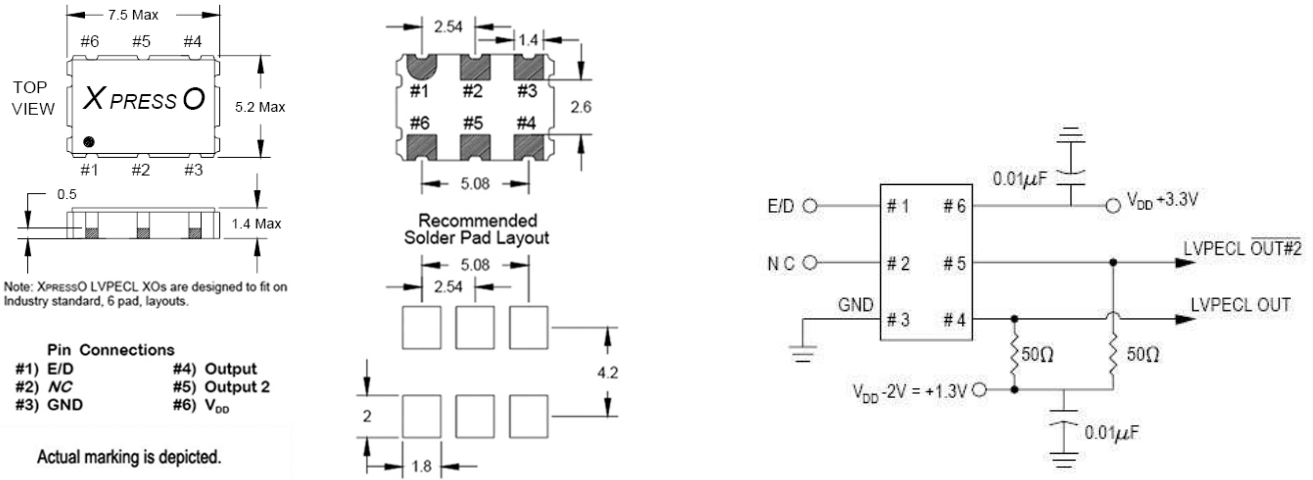 7.5 Max
#6 #5 #4
TOP
VIEW
XPRESSO
5.2 Max
#1 #2 #3
0.5
1.4 Max
Note: XPRESSO LVPECL XOs are designed to fit on
Industry standard, 6 pad, layouts.
Pin Connections
#1) E/D #4) Output
#2) NC #5) Output 2
#3) GND #6) VDD
Actual marking is depicted.
2.54
1.4
#1 #2 #3
2.6
#6 #5 #4
5.08
Recommended
Solder Pad Layout
5.08
2.54
4.2
2
1.8
0.01μF
E/D #1 #6 VDD +3.3V
NC #2 #5 LVPECL OUT#2
GND #3 #4 LVPECL OUT
50Ω 50Ω
VDD-2V = +1.3V
0.01μF